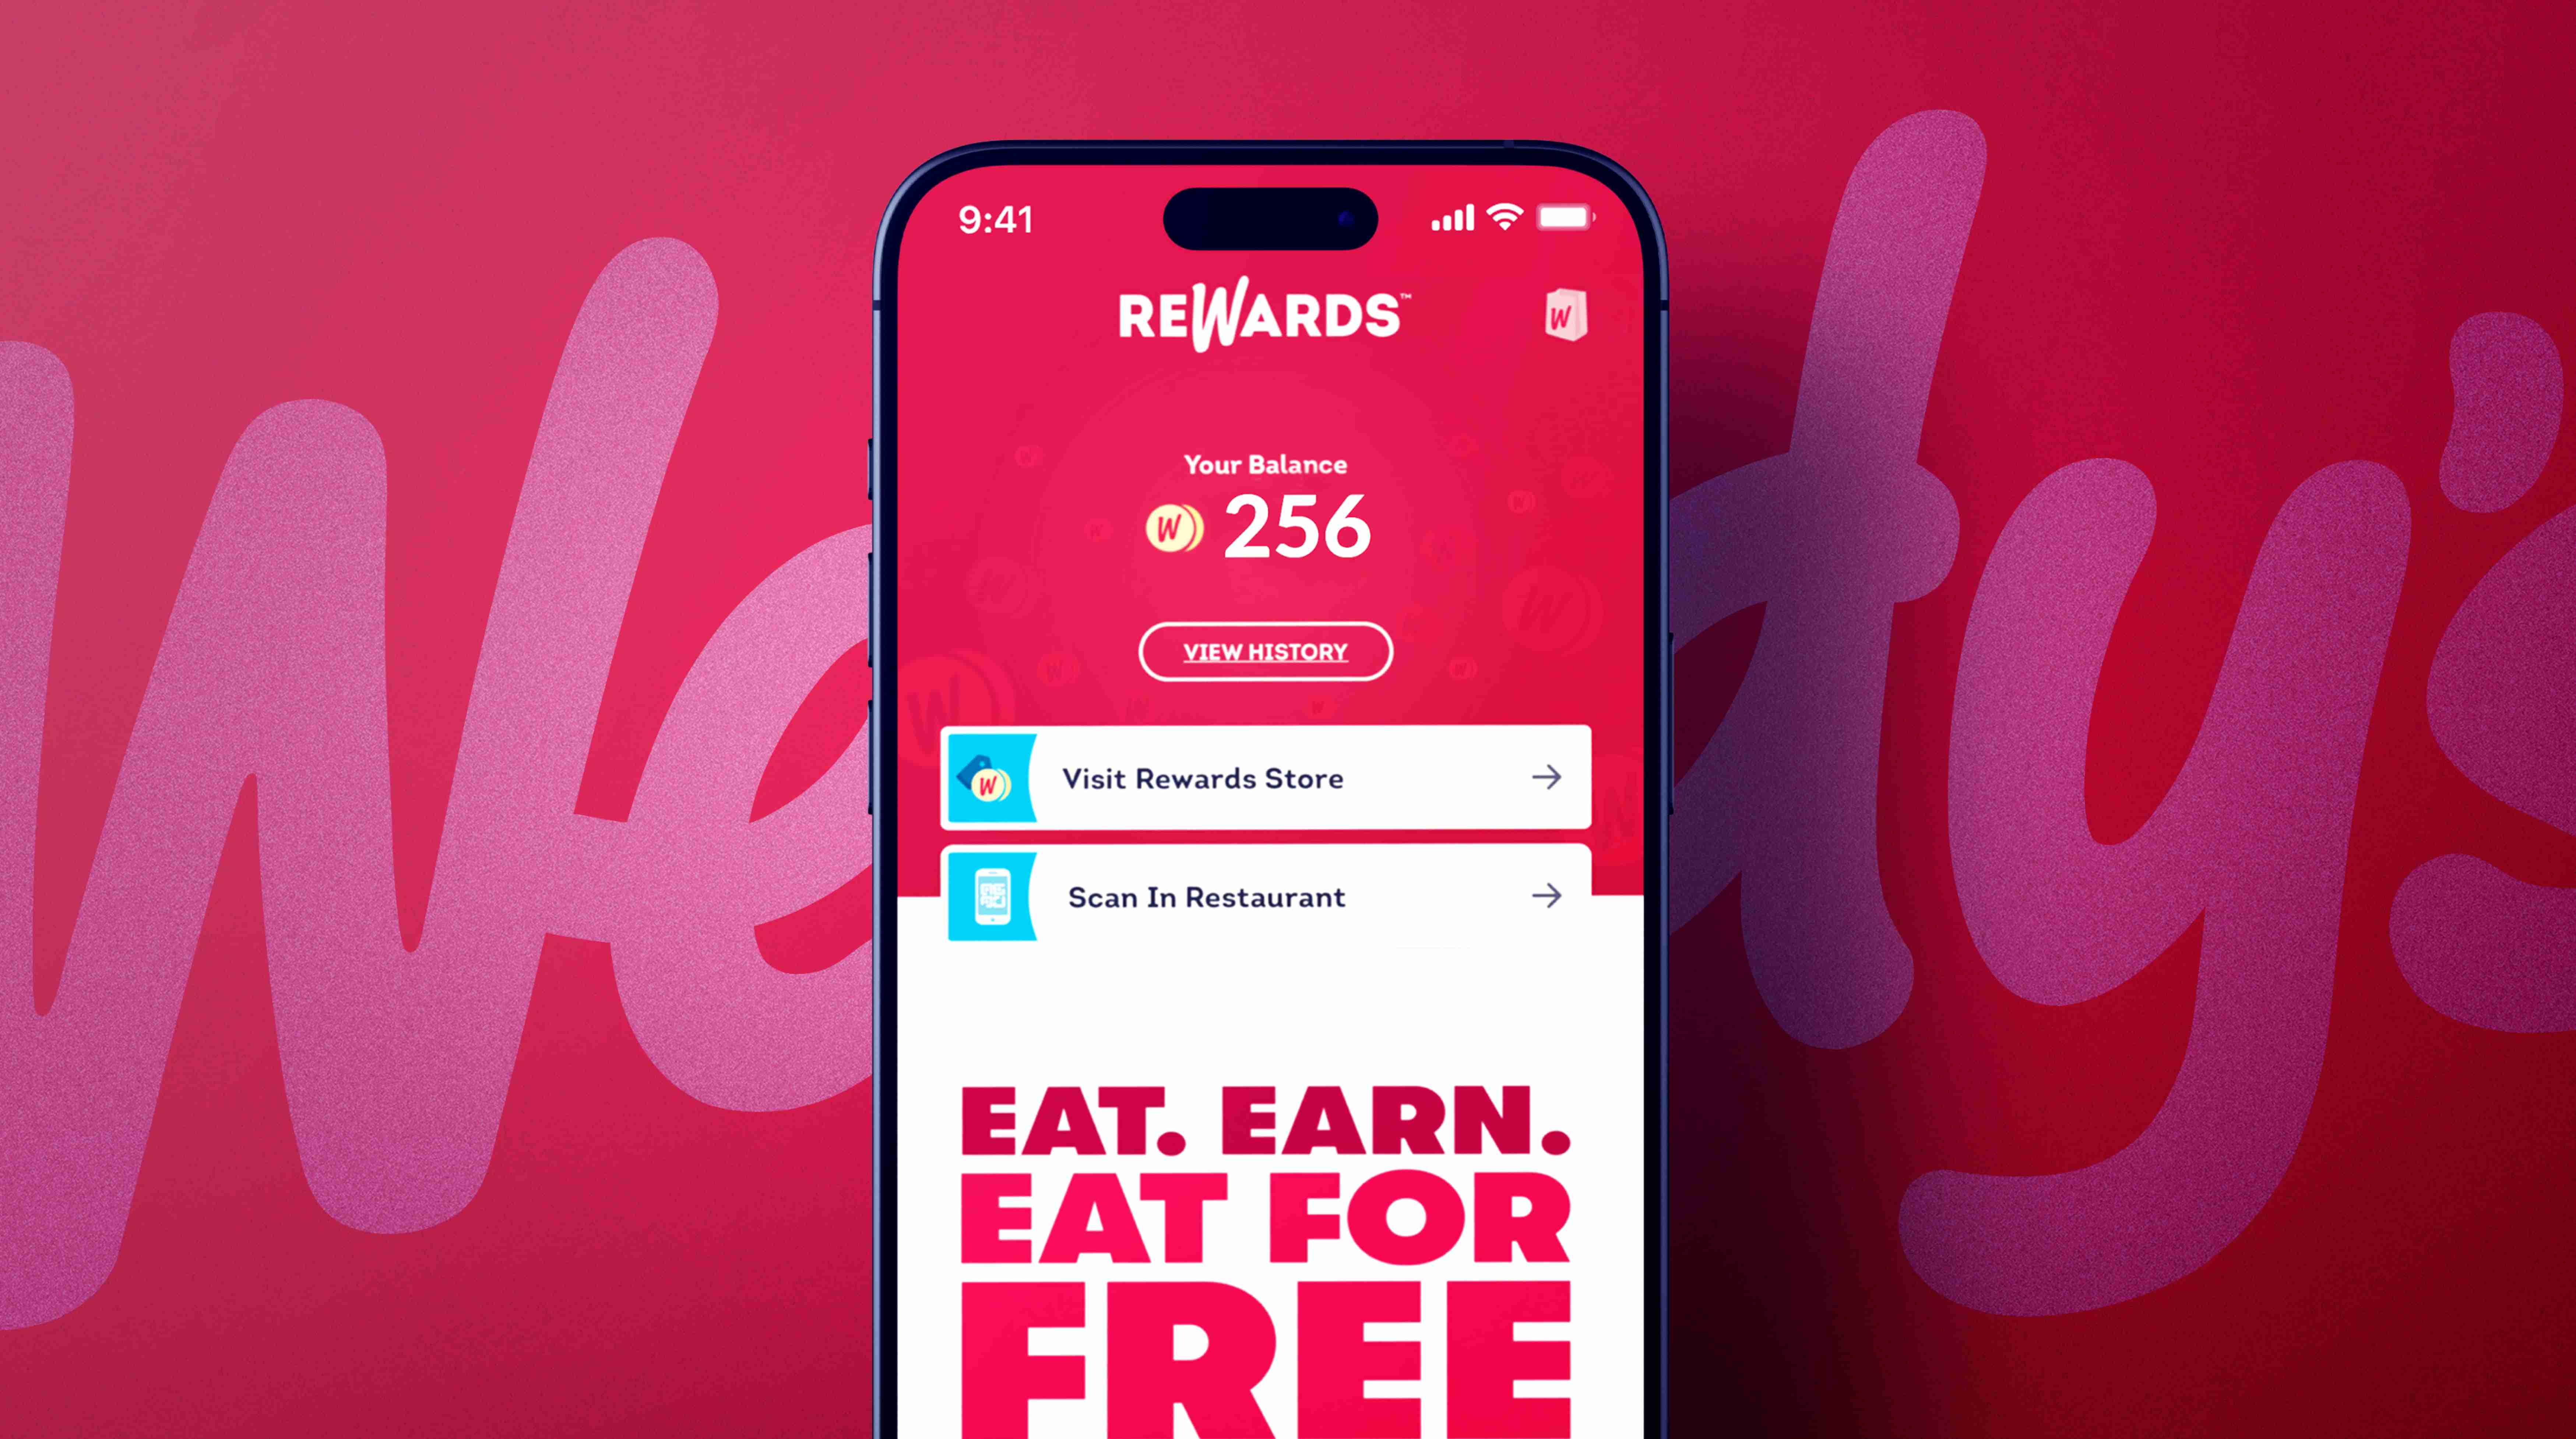 Wendy's
9:41
REWARDS™
W
Your Balance
W 256
VIEW HISTORY
W Visit Rewards Store
Scan In Restaurant
EAT. EARN.
EAT FOR
FREE